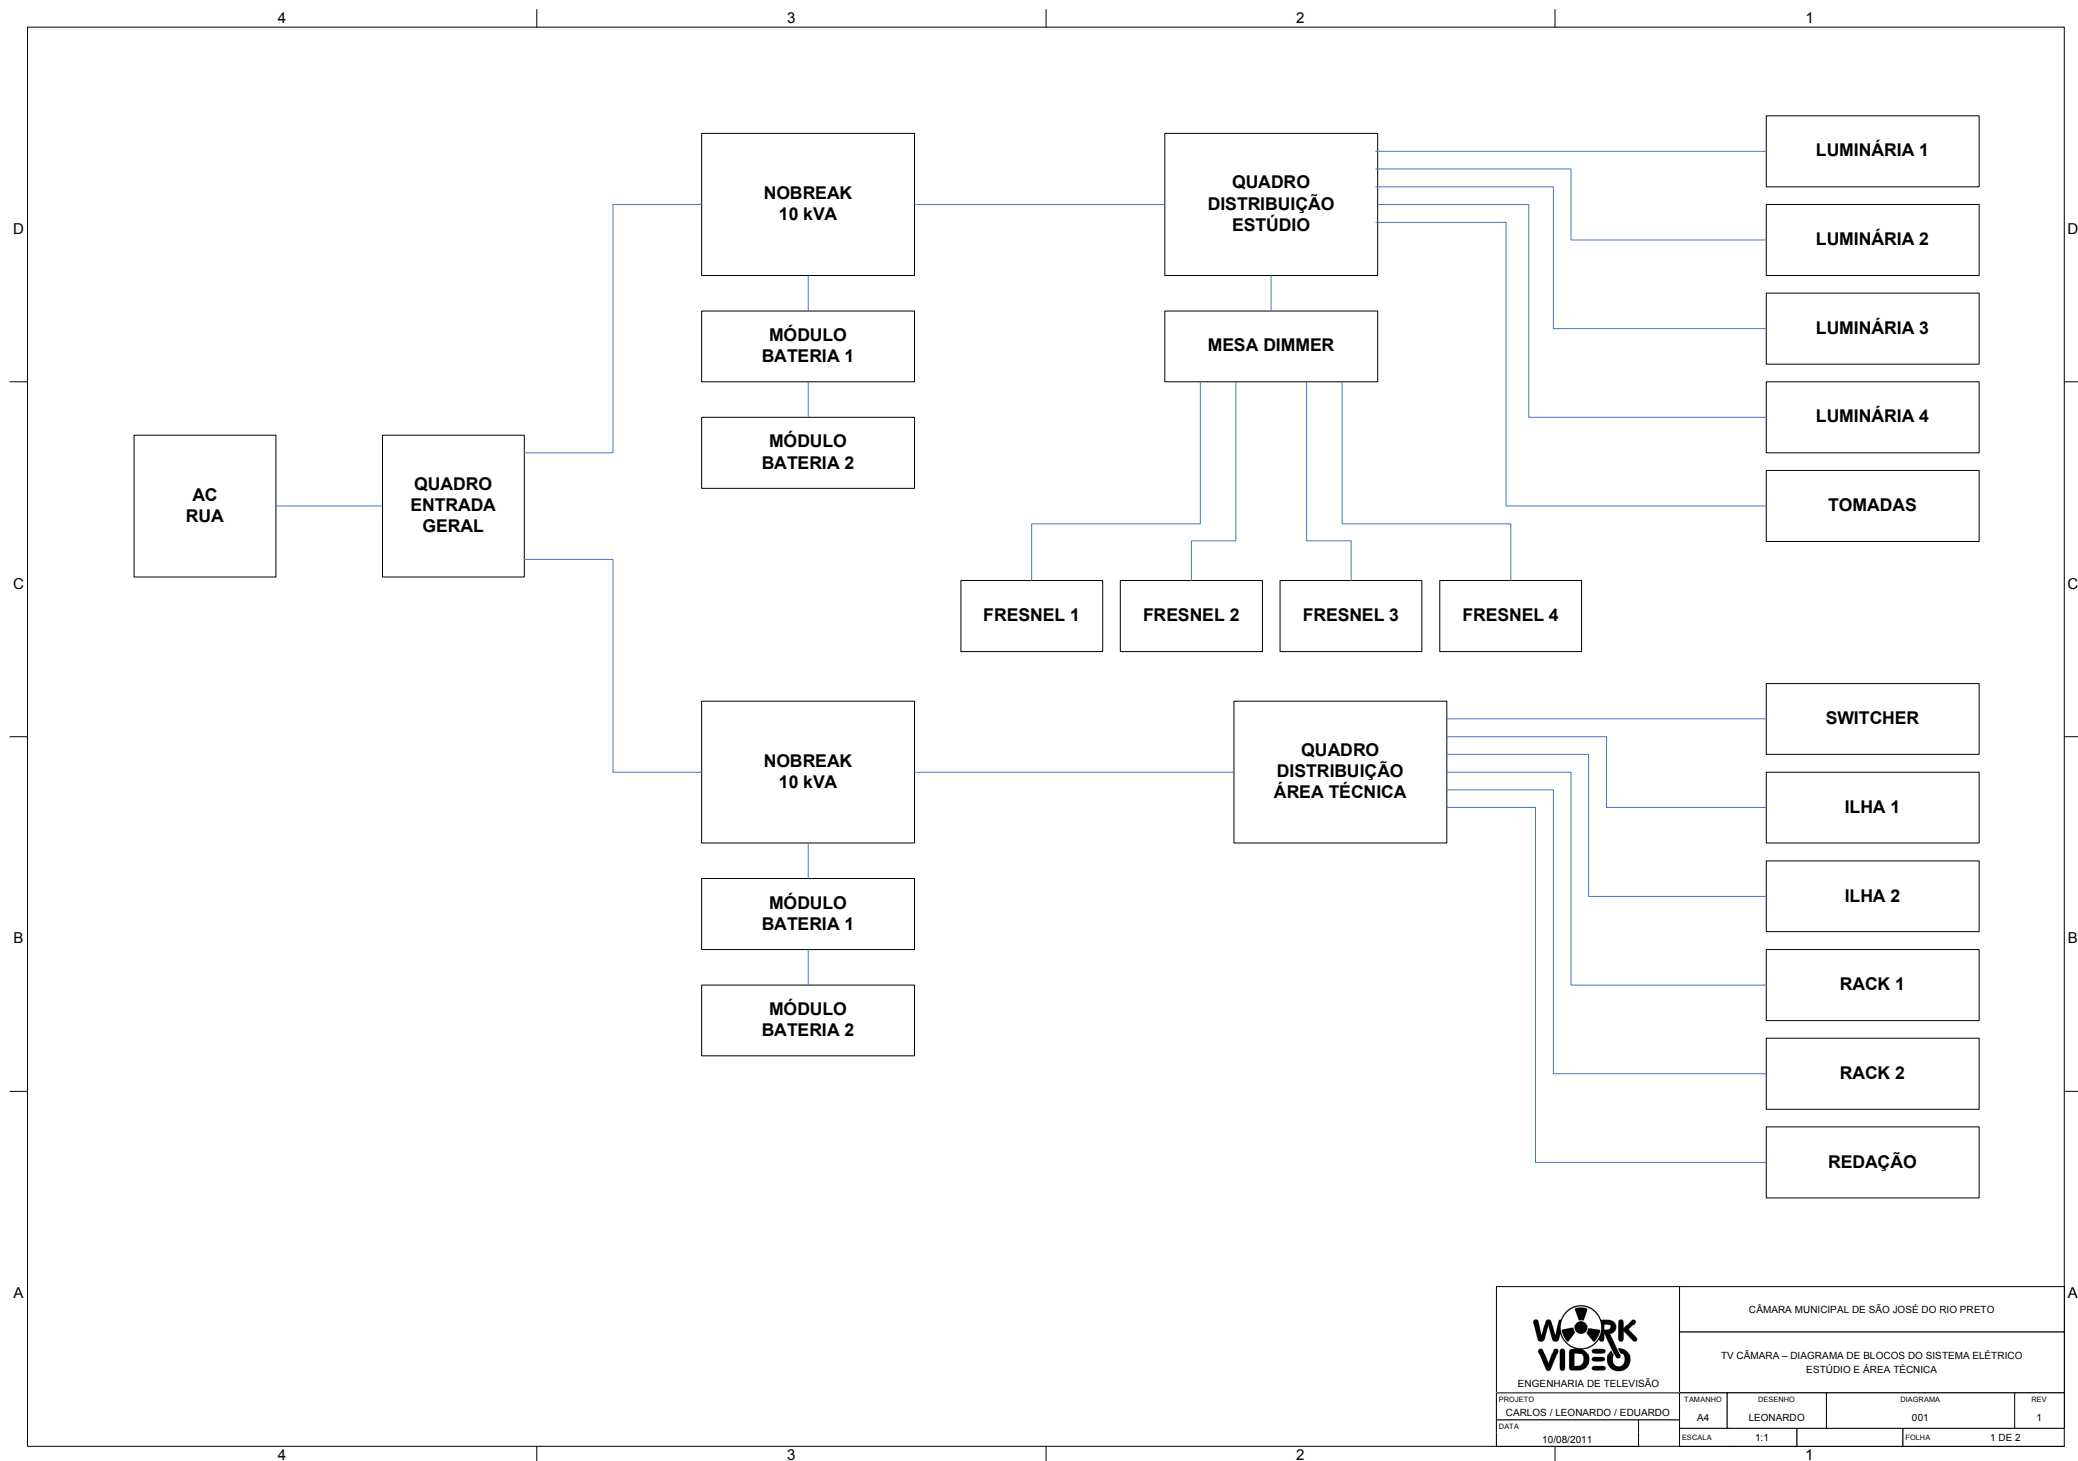 4
3
2
1
D
D
C
C
B
B
A
A
AC
RUA
QUADRO
ENTRADA
GERAL
NOBREAK
10 kVA
MÓDULO
BATERIA 1
MÓDULO
BATERIA 2
QUADRO
DISTRIBUIÇÃO
ESTÚDIO
MESA DIMMER
FRESNEL 1
FRESNEL 2
FRESNEL 3
FRESNEL 4
LUMINÁRIA 1
LUMINÁRIA 2
LUMINÁRIA 3
LUMINÁRIA 4
TOMADAS
NOBREAK
10 kVA
MÓDULO
BATERIA 1
MÓDULO
BATERIA 2
QUADRO
DISTRIBUIÇÃO
ÁREA TÉCNICA
SWITCHER
ILHA 1
ILHA 2
RACK 1
RACK 2
REDAÇÃO
WORK
VIDEO
ENGENHARIA DE TELEVISÃO
CÂMARA MUNICIPAL DE SÃO JOSÉ DO RIO PRETO
TV CÂMARA – DIAGRAMA DE BLOCOS DO SISTEMA ELÉTRICO
ESTÚDIO E ÁREA TÉCNICA
PROJETO
CARLOS / LEONARDO / EDUARDO
DATA
10/08/2011
TAMANHO
A4
DESENHO
LEONARDO
DIAGRAMA
001
REV
1
ESCALA 1:1
FOLHA 1 DE 2
4
3
2
1